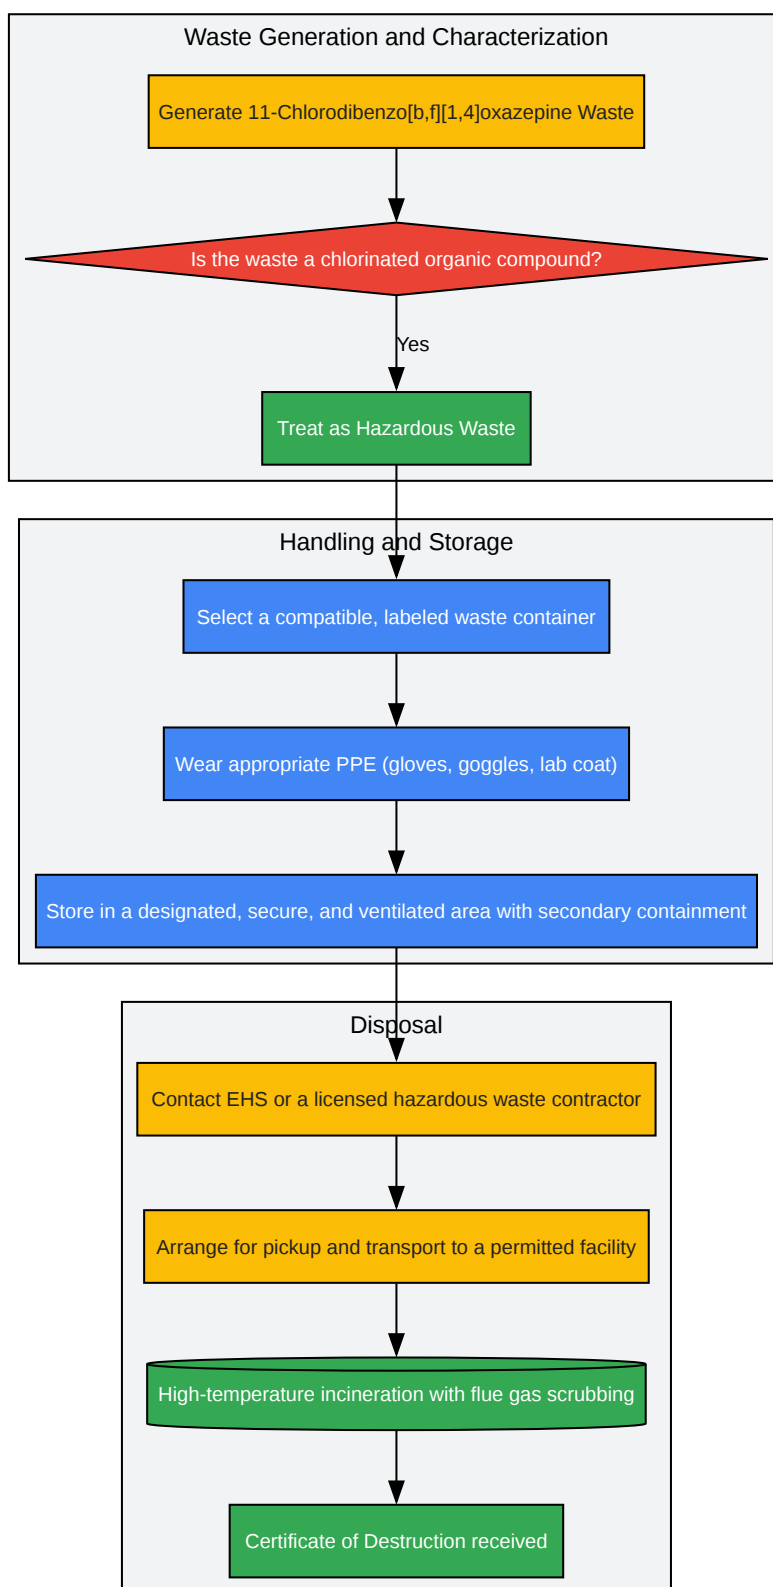 Waste Generation and Characterization
Generate 11-Chlorodibenzo[b,f][1,4]oxazepine Waste
Is the waste a chlorinated organic compound?
Yes
Treat as Hazardous Waste
Handling and Storage
Select a compatible, labeled waste container
Wear appropriate PPE (gloves, goggles, lab coat)
Store in a designated, secure, and ventilated area with secondary containment
Disposal
Contact EHS or a licensed hazardous waste contractor
Arrange for pickup and transport to a permitted facility
High-temperature incineration with flue gas scrubbing
Certificate of Destruction received